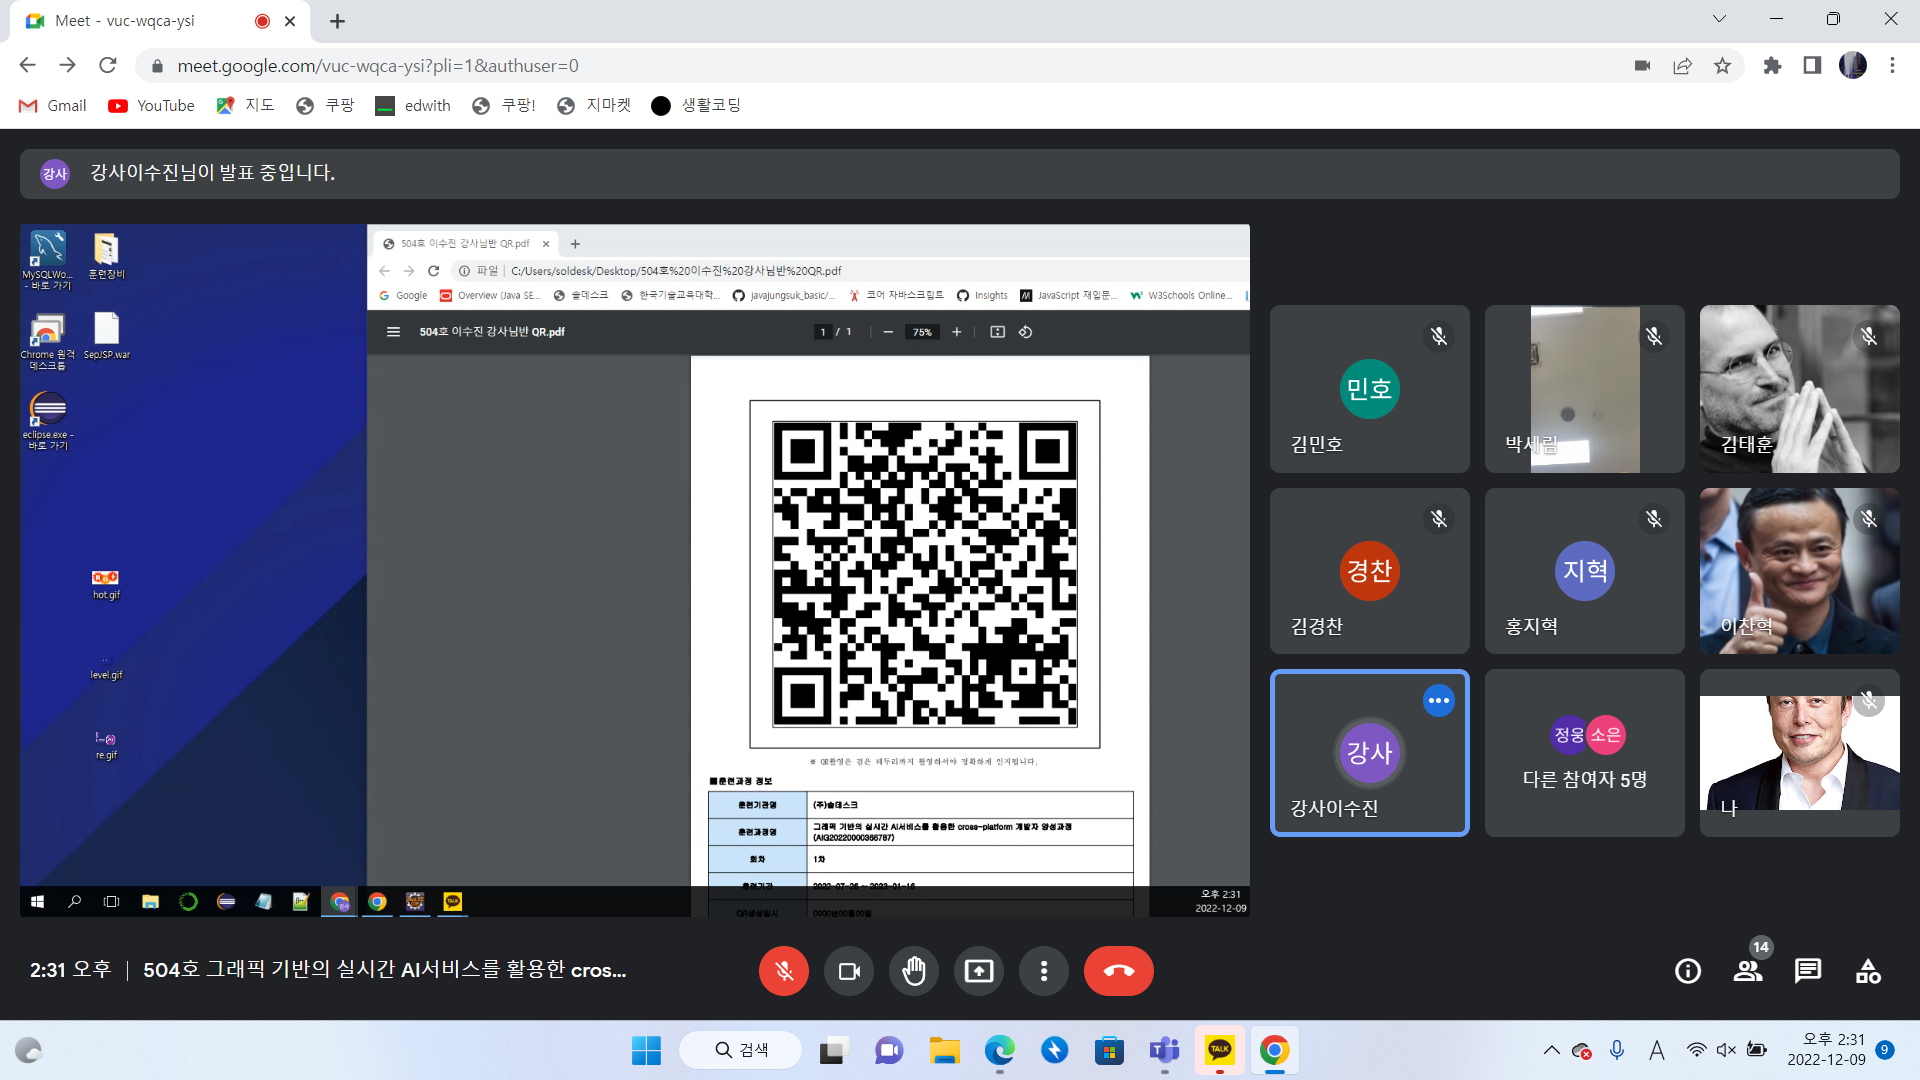 Meet - vuc-wqca-ysi
meet.google.com/vuc-wqca-ysi?pli=1&authuser=0
Gmail YouTube 지도 쿠팡 edwith 쿠팡! 지마켓 생활코딩
강사 강사이수진님이 발표 중입니다.
MySQLWo... - 바로 가기
훈련장비
Chrome 원격 데스크톱
SepJSP.war
eclipse.exe - 바로 가기
hot.gif
level.gif
re.gif
504호 이수진 강사님반 QR.pdf
파일 C:/Users/soldesk/Desktop/504호%20이수진%20강사님반%20QR.pdf
Google Overview (Java SE... 솔데스크 한국기술교육대학... javajungsuk_basic/... 코어 자바스크립트 Insights JavaScript 재입문... W3Schools Online...
504호 이수진 강사님반 QR.pdf 1 / 1 75%
※ QR촬영은 검은 테두리까지 촬영하셔야 정확하게 인지됩니다.
■훈련과정 정보
훈련기관명 (주)솔데스크
훈련과정명 그래픽 기반의 실시간 AI서비스를 활용한 cross-platform 개발자 양성과정
(AIG20220000366787)
회차 1차
훈련기간 2022-07-26 ~ 2023-01-16
QR생성일시 0000년00월00일
TALK
오후 2:31
2022-12-09
민호
김민호
박세림
김태훈
경찬
김경찬
지혁
홍지혁
이찬혁
강사
강사이수진
정웅 소은
다른 참여자 5명
나
2:31 오후 504호 그래픽 기반의 실시간 AI서비스를 활용한 cros...
14
검색
TALK
A
오후 2:31
2022-12-09
9